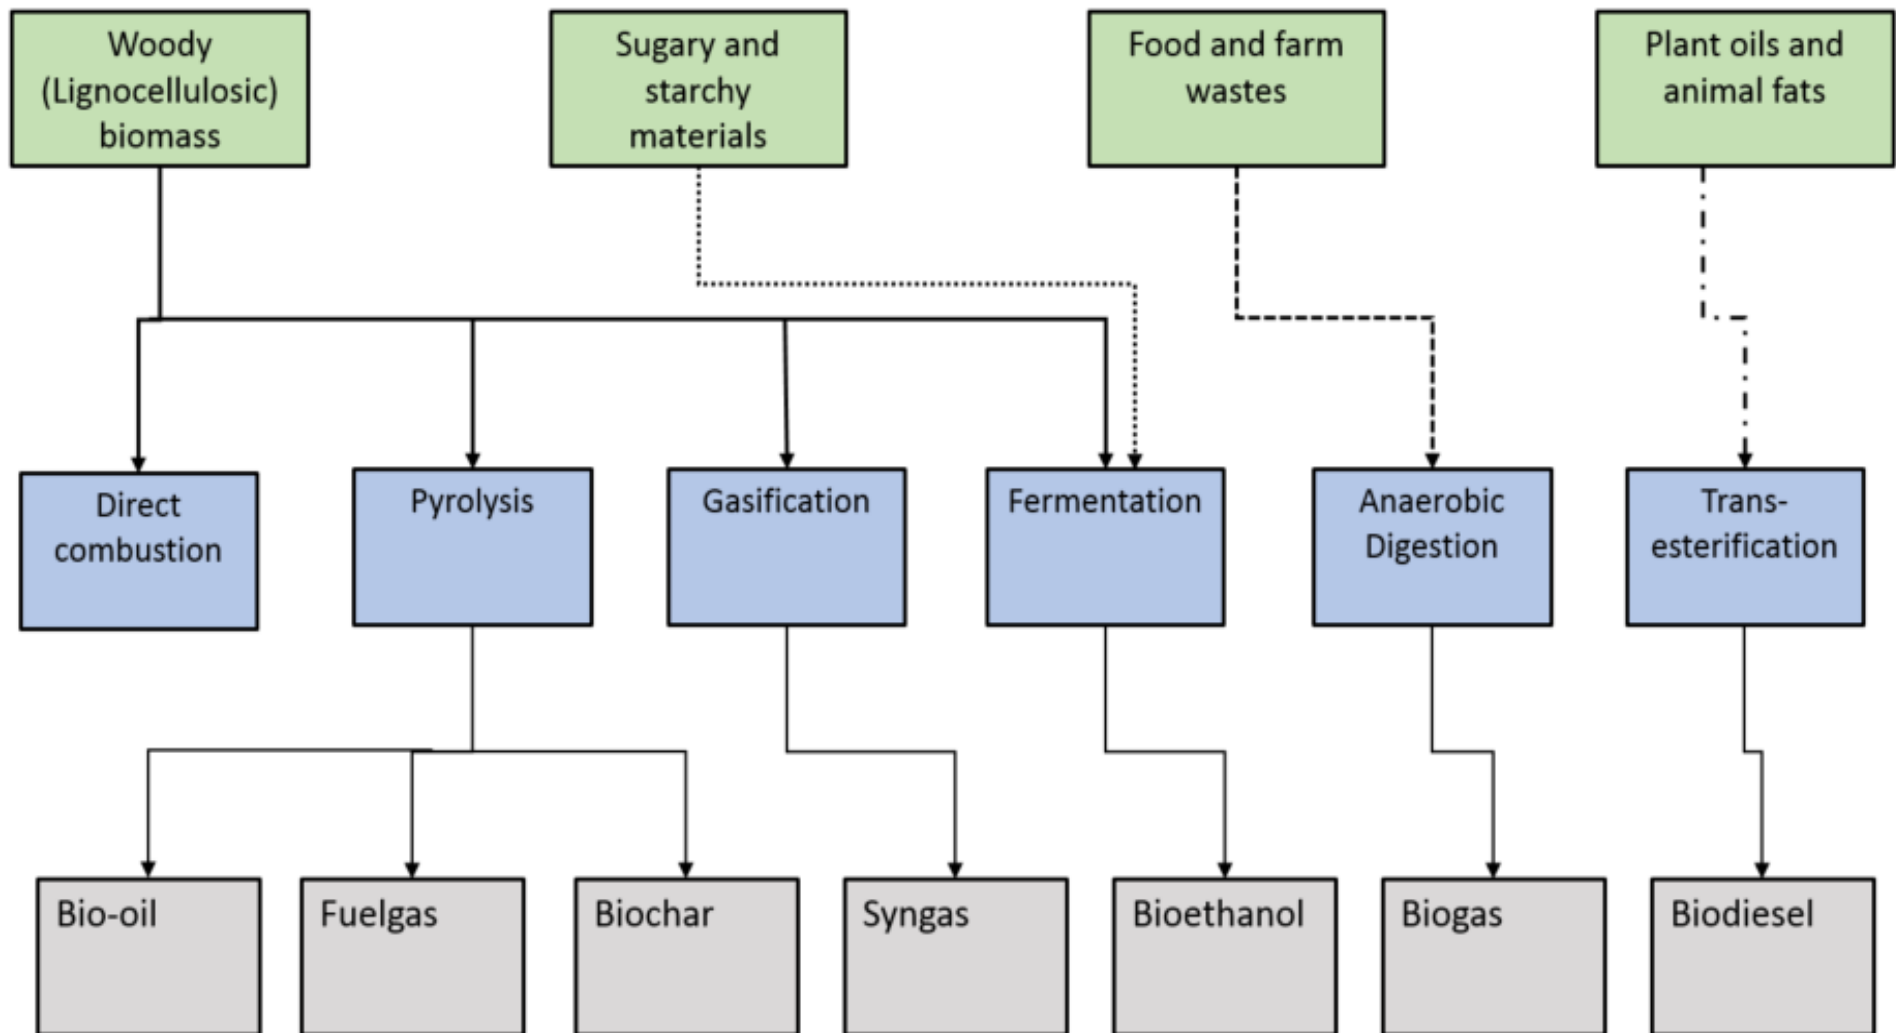 Woody
(Lignocellulosic)
biomass
Sugary and
starchy
materials
Food and farm
wastes
Plant oils and
animal fats
Direct
combustion
Pyrolysis
Gasification
Fermentation
Anaerobic
Digestion
Trans-
esterification
Bio-oil
Fuelgas
Biochar
Syngas
Bioethanol
Biogas
Biodiesel